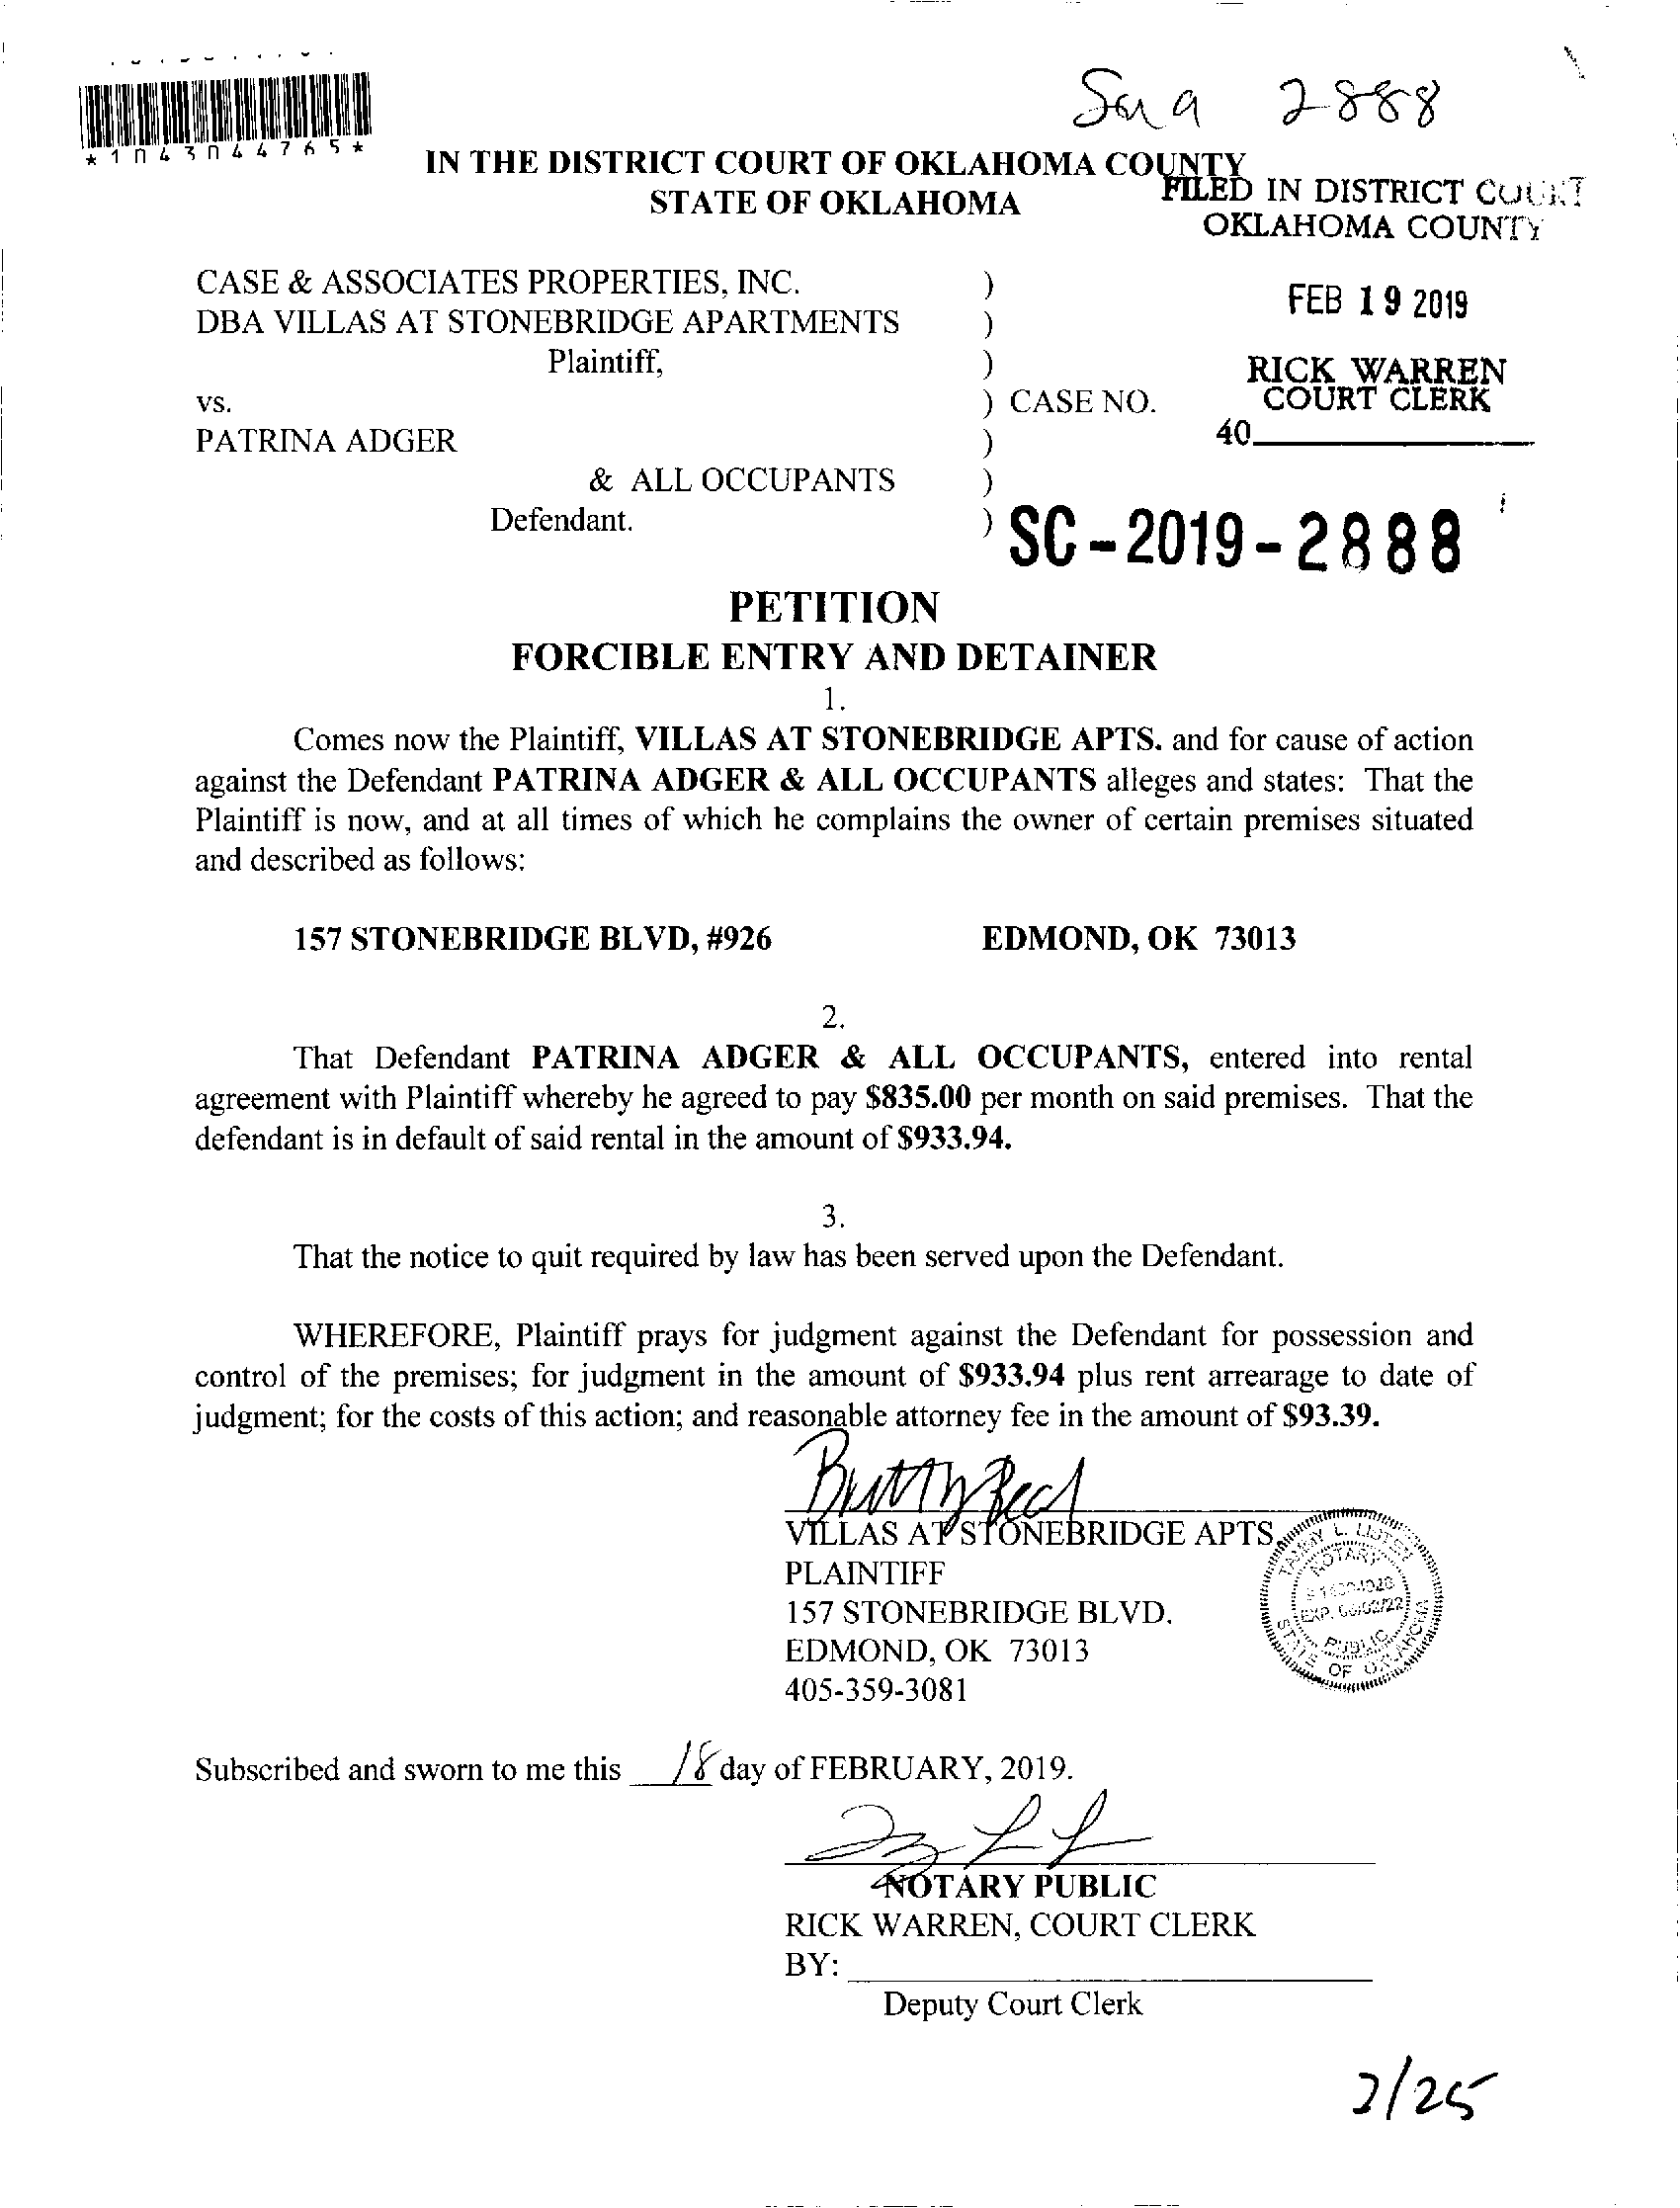 2888
*1043044765*
IN THE DISTRICT COURT OF OKLAHOMA COUNTY
STATE OF OKLAHOMA
FILED IN DISTRICT COURT
OKLAHOMA COUNTY
CASE & ASSOCIATES PROPERTIES, INC. )
FEB 19 2019
DBA VILLAS AT STONEBRIDGE APARTMENTS )
Plaintiff, )
RICK WARREN
vs. ) CASE NO.
COURT CLERK
PATRINA ADGER )
40
& ALL OCCUPANTS )
Defendant. ) SC-2019-2888
PETITION
FORCIBLE ENTRY AND DETAINER
1.
Comes now the Plaintiff, VILLAS AT STONEBRIDGE APTS. and for cause of action
against the Defendant PATRINA ADGER & ALL OCCUPANTS alleges and states: That the
Plaintiff is now, and at all times of which he complains the owner of certain premises situated
and described as follows:
157 STONEBRIDGE BLVD, #926 EDMOND, OK 73013
2.
That Defendant PATRINA ADGER & ALL OCCUPANTS, entered into rental
agreement with Plaintiff whereby he agreed to pay $835.00 per month on said premises. That the
defendant is in default of said rental in the amount of $933.94.
3.
That the notice to quit required by law has been served upon the Defendant.
WHEREFORE, Plaintiff prays for judgment against the Defendant for possession and
control of the premises; for judgment in the amount of $933.94 plus rent arrearage to date of
judgment; for the costs of this action; and reasonable attorney fee in the amount of $93.39.
VILLAS AT STONEBRIDGE APTS.
PLAINTIFF
157 STONEBRIDGE BLVD.
EDMOND, OK 73013
405-359-3081
NOTARY
EXP.
PUBLIC
STATE OF OKLAHOMA
Subscribed and sworn to me this 18 day of FEBRUARY, 2019.
NOTARY PUBLIC
RICK WARREN, COURT CLERK
BY:
Deputy Court Clerk
2/25